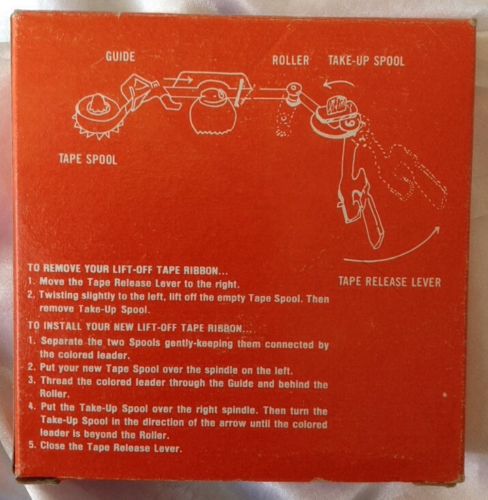 GUIDE
ROLLER TAKE-UP SPOOL
TAPE SPOOL
TAPE RELEASE LEVER
TO REMOVE YOUR LIFT-OFF TAPE RIBBON...
1. Move the Tape Release Lever to the right.
2. Twisting slightly to the left, lift off the empty Tape Spool. Then
remove Take-Up Spool.
TO INSTALL YOUR NEW LIFT-OFF TAPE RIBBON...
1. Separate the two Spools gently-keeping them connected by
the colored leader.
2. Put your new Tape Spool over the spindle on the left.
3. Thread the colored leader through the Guide and behind the
Roller.
4. Put the Take-Up Spool over the right spindle. Then turn the
Take-Up Spool in the direction of the arrow until the colored
leader is beyond the Roller.
5. Close the Tape Release Lever.